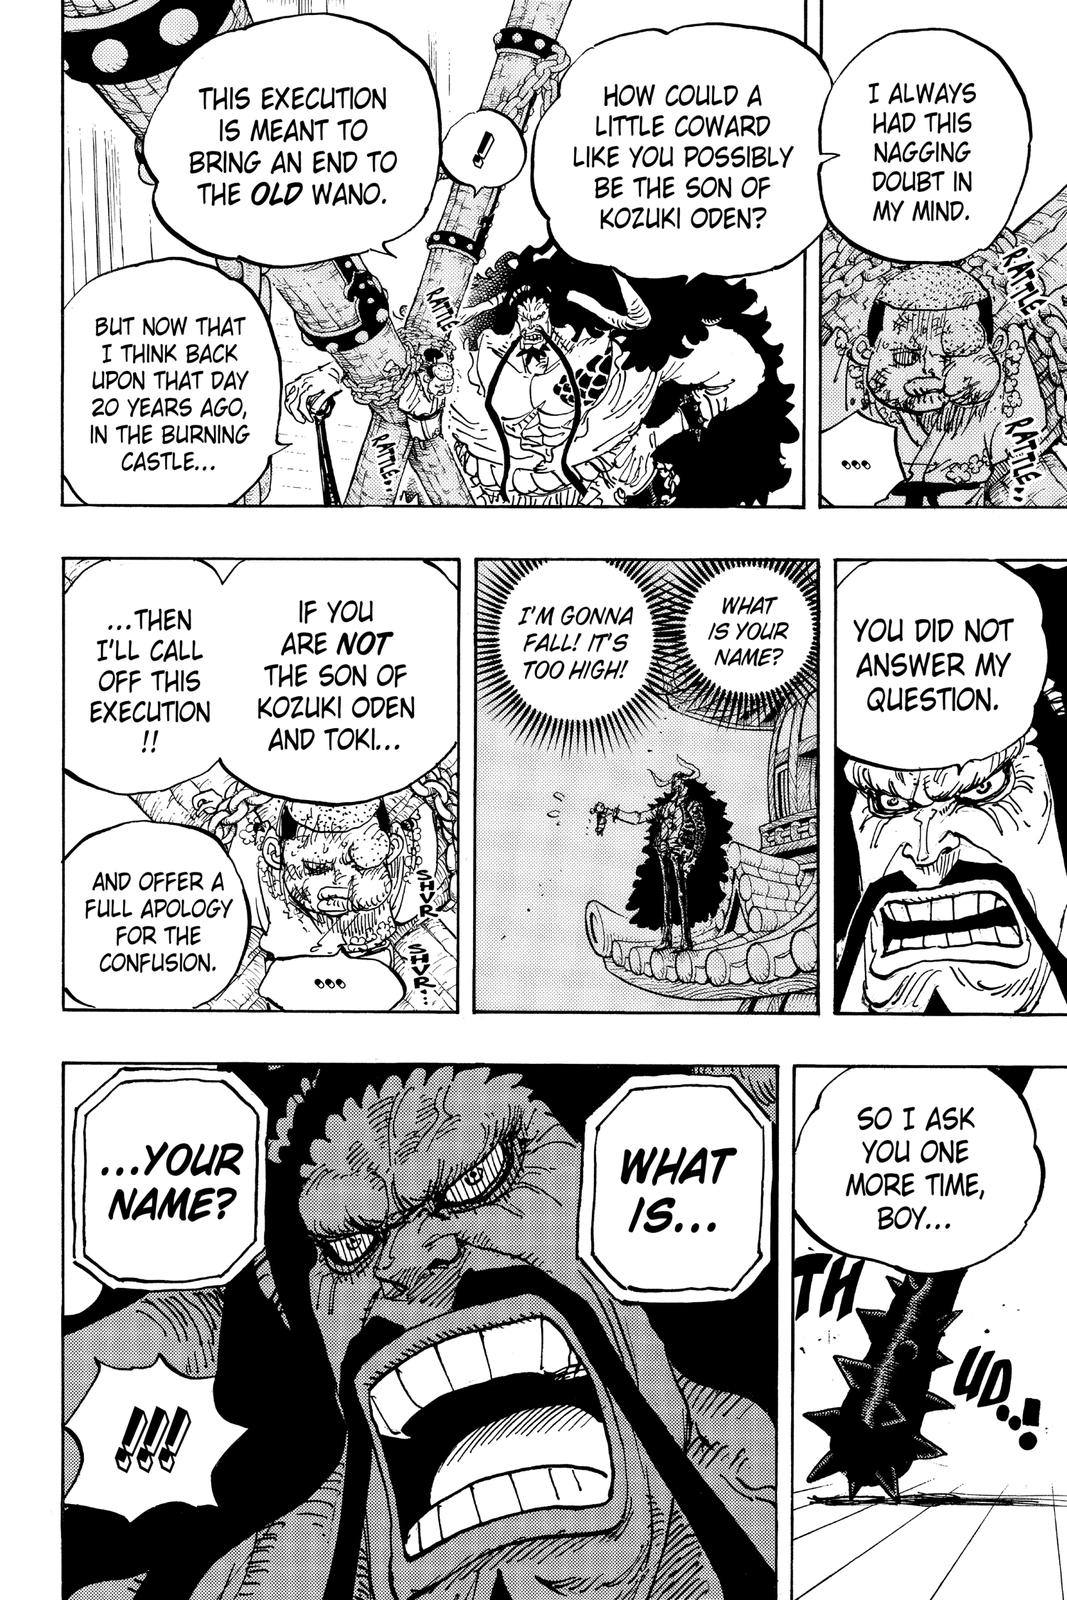 I ALWAYS
HAD THIS
NAGGING
DOUBT IN
MY MIND.
RATTLE
RATTLE..
...
HOW COULD A
LITTLE COWARD
LIKE YOU POSSIBLY
BE THE SON OF
KOZUKI ODEN?
!
THIS EXECUTION
IS MEANT TO
BRING AN END TO
THE OLD WANO.
RATTLE
RATTLE..
BUT NOW THAT
I THINK BACK
UPON THAT DAY
20 YEARS AGO,
IN THE BURNING
CASTLE...
YOU DID NOT
ANSWER MY
QUESTION.
WHAT
IS YOUR
NAME?
I'M GONNA
FALL! IT'S
TOO HIGH!
IF YOU
ARE NOT
THE SON OF
KOZUKI ODEN
AND TOKI...
...THEN
I'LL CALL
OFF THIS
EXECUTION
!!
AND OFFER A
FULL APOLOGY
FOR THE
CONFUSION.
SHVR
SHVR...
...
SO I ASK
YOU ONE
MORE TIME,
BOY...
THUD..!
WHAT
IS...
...YOUR
NAME?
!!!